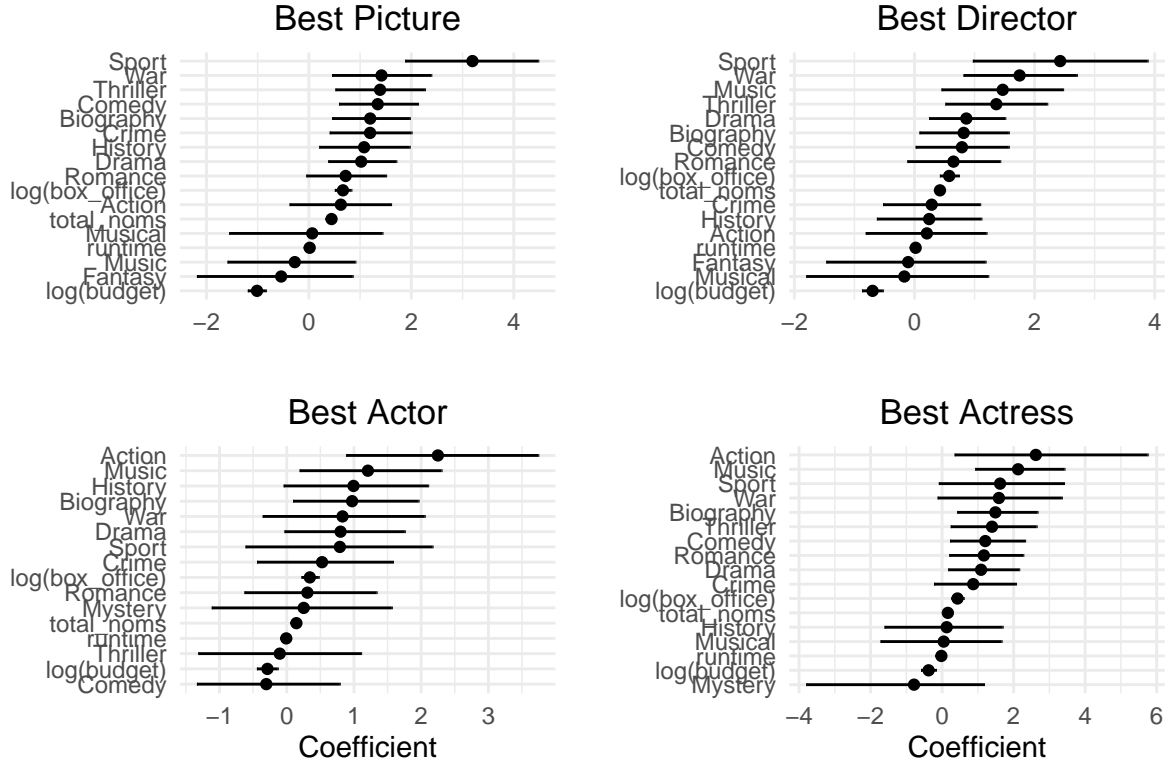 Best Picture
Sport
War
Thriller
Comedy
Biography
Crime
History
Drama
Romance
log(box_office)
Action
total_noms
Musical
runtime
Music
Fantasy
log(budget)
−2 0 2 4
Best Director
Sport
War
Music
Thriller
Drama
Biography
Comedy
Romance
log(box_office)
total_noms
Crime
History
Action
runtime
Fantasy
Musical
log(budget)
−2 0 2 4
Best Actor
Action
Music
History
Biography
War
Drama
Sport
Crime
log(box_office)
Romance
Mystery
total_noms
runtime
Thriller
log(budget)
Comedy
−1 0 1 2 3
Coefficient
Best Actress
Action
Music
Sport
War
Biography
Thriller
Comedy
Romance
Drama
Crime
log(box_office)
total_noms
History
Musical
runtime
log(budget)
Mystery
−4 −2 0 2 4 6
Coefficient